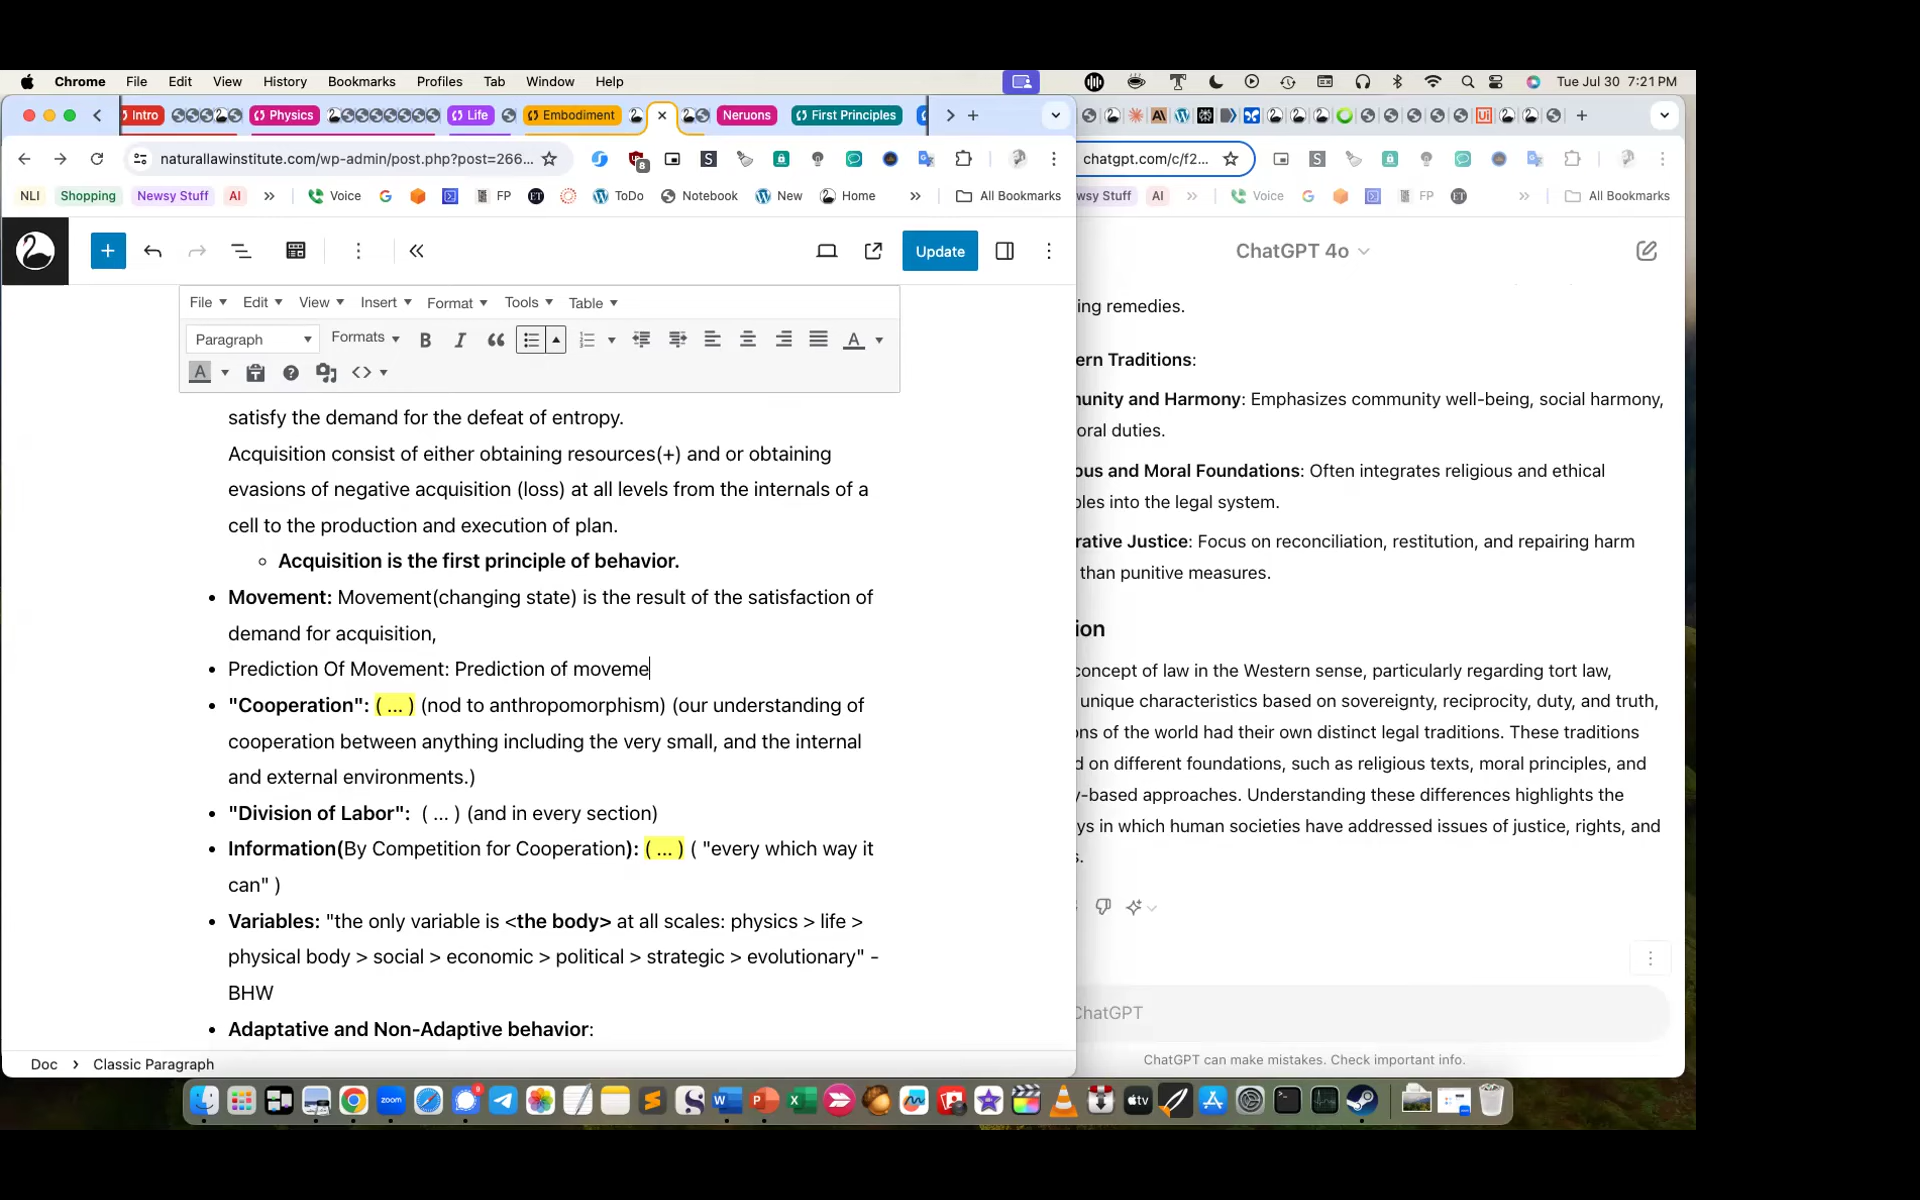 Chrome File Edit View History Bookmarks Profiles Tab Window Help Tue Jul 30 7:21 PM
Intro Physics Life Embodiment Neruons First Principles
naturallawinstitute.com/wp-admin/post.php?post=266... 8 chatgpt.com/c/f2...
NLI Shopping Newsy Stuff AI Voice FP ToDo Notebook New Home All Bookmarks wsy Stuff AI Voice FP All Bookmarks
Update
ChatGPT 4o
File Edit View Insert Format Tools Table
Paragraph Formats B I A
A
satisfy the demand for the defeat of entropy.
Acquisition consist of either obtaining resources(+) and or obtaining
evasions of negative acquisition (loss) at all levels from the internals of a
cell to the production and execution of plan.
Acquisition is the first principle of behavior.
Movement: Movement(changing state) is the result of the satisfaction of
demand for acquisition,
Prediction Of Movement: Prediction of moveme
"Cooperation": ( ... ) (nod to anthropomorphism) (our understanding of
cooperation between anything including the very small, and the internal
and external environments.)
"Division of Labor": ( ... ) (and in every section)
Information(By Competition for Cooperation): ( ... ) ( "every which way it
can" )
Variables: "the only variable is <the body> at all scales: physics > life >
physical body > social > economic > political > strategic > evolutionary" -
BHW
Adaptative and Non-Adaptive behavior:
Doc > Classic Paragraph
ing remedies.
ern Traditions:
unity and Harmony: Emphasizes community well-being, social harmony,
oral duties.
ous and Moral Foundations: Often integrates religious and ethical
ples into the legal system.
rative Justice: Focus on reconciliation, restitution, and repairing harm
than punitive measures.
ion
concept of law in the Western sense, particularly regarding tort law,
unique characteristics based on sovereignty, reciprocity, duty, and truth,
ons of the world had their own distinct legal traditions. These traditions
d on different foundations, such as religious texts, moral principles, and
y-based approaches. Understanding these differences highlights the
ys in which human societies have addressed issues of justice, rights, and
s.
ChatGPT
ChatGPT can make mistakes. Check important info.
zoom tv